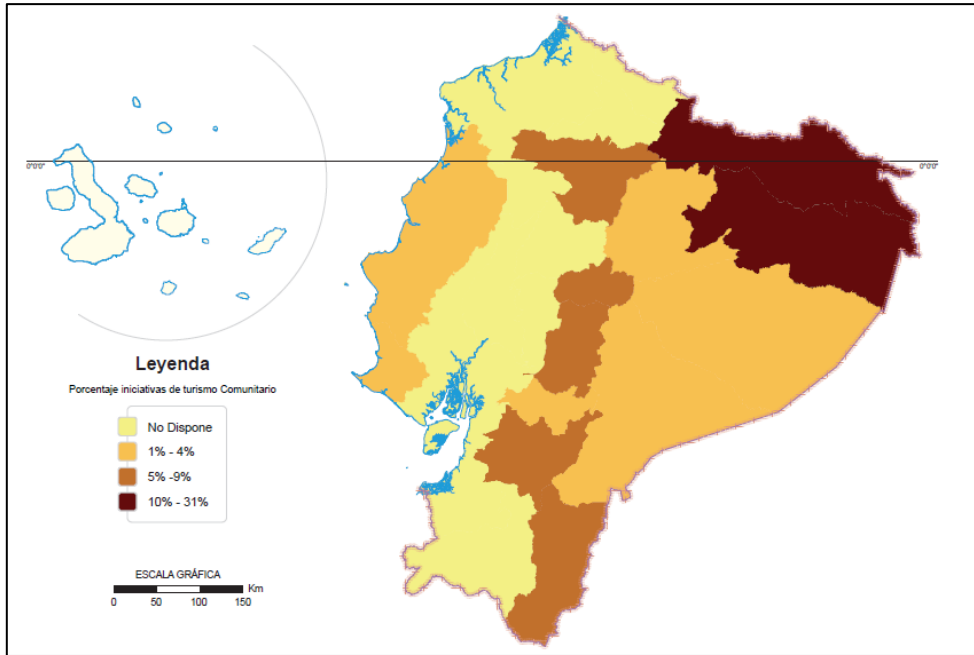 0°0'0"
0°0'0"
Leyenda
Porcentaje iniciativas de turismo Comunitario
No Dispone
1% - 4%
5% -9%
10% - 31%
ESCALA GRÁFICA
Km
0 50 100 150